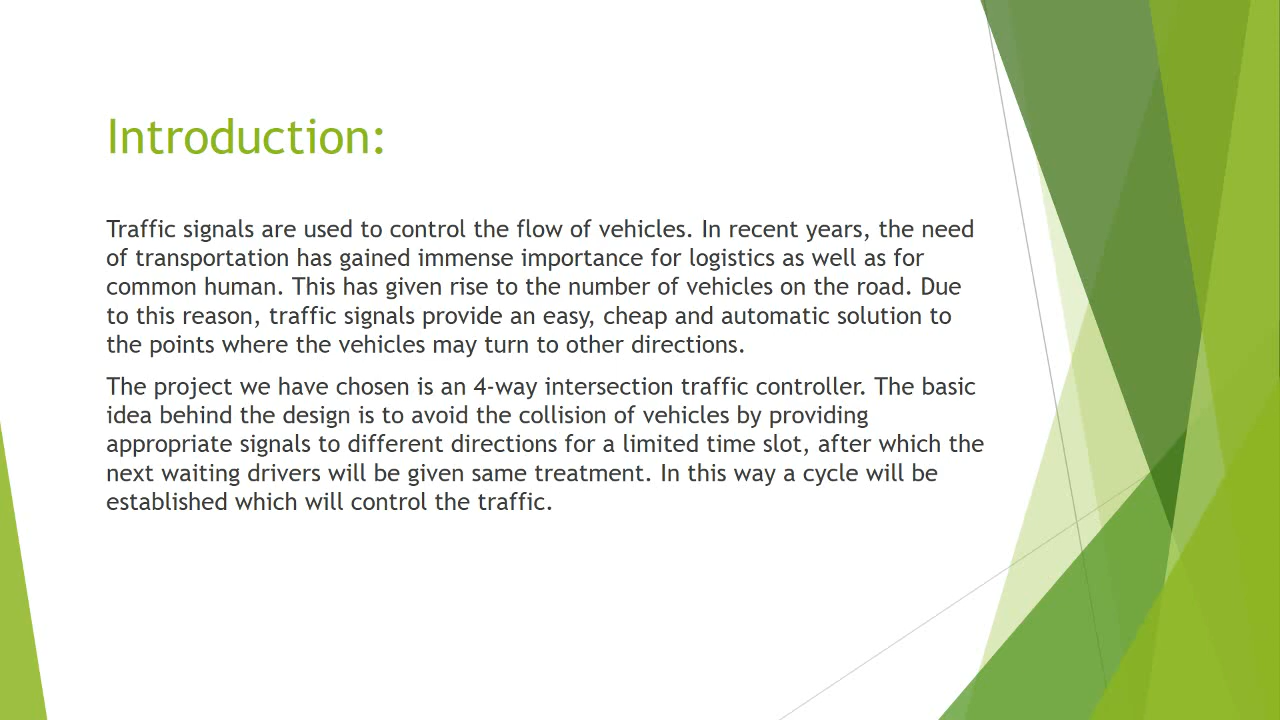 Introduction:
Traffic signals are used to control the flow of vehicles. In recent years, the need
of transportation has gained immense importance for logistics as well as for
common human. This has given rise to the number of vehicles on the road. Due
to this reason, traffic signals provide an easy, cheap and automatic solution to
the points where the vehicles may turn to other directions.
The project we have chosen is an 4-way intersection traffic controller. The basic
idea behind the design is to avoid the collision of vehicles by providing
appropriate signals to different directions for a limited time slot, after which the
next waiting drivers will be given same treatment. In this way a cycle will be
established which will control the traffic.